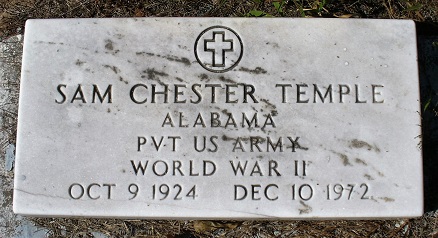 SAM CHESTER TEMPLE
ALABAMA
PVT US ARMY
WORLD WAR II
OCT 9 1924 DEC 10 1972